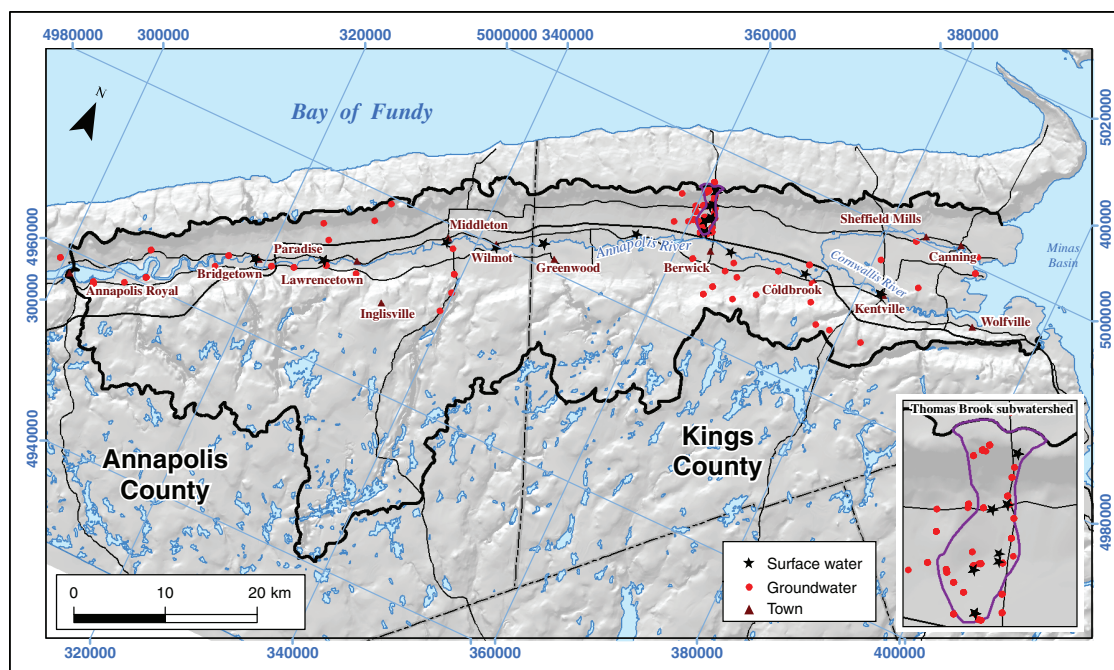 4980000
300000
320000
5000000
340000
360000
380000
N
Bay of Fundy
5020000
4960000
300000
4940000
400000
5000000
4980000
Sheffield Mills
Middleton
Paradise
Annapolis River
Minas
Basin
Wilmot
Canning
Bridgetown
Greenwood
Berwick
Cornwallis River
Lawrencetown
Coldbrook
Annapolis Royal
Kentville
Inglisville
Wolfville
Thomas Brook subwatershed
Kings
County
Annapolis
County
Surface water
Groundwater
Town
0 10 20 km
320000
340000
360000
380000
400000